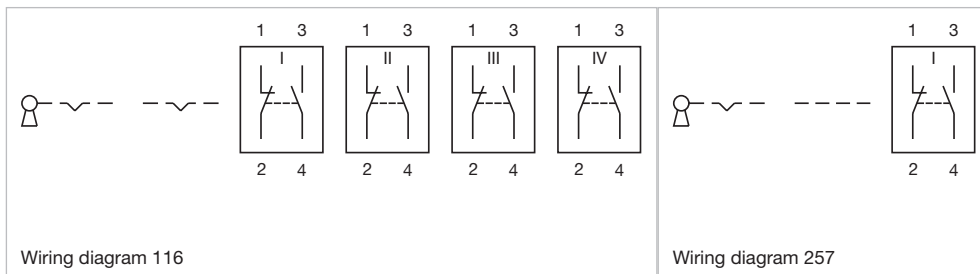 1 3 1 3 1 3 1 3 1 3
I II III IV I
2 4 2 4 2 4 2 4 2 4
Wiring diagram 116
Wiring diagram 257